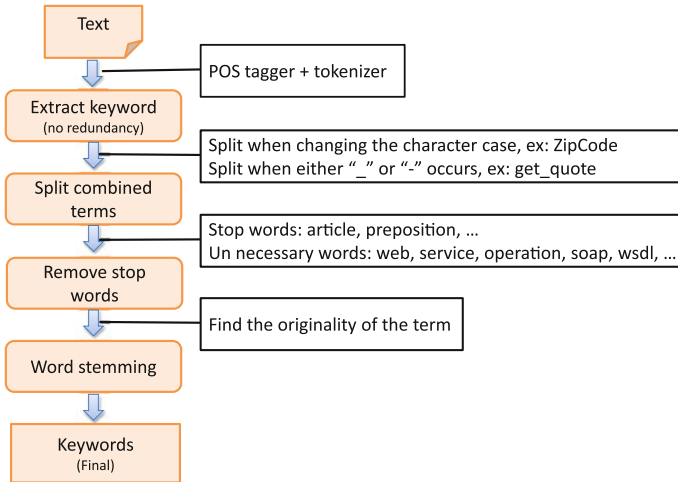 Text
POS tagger + tokenizer
Extract keyword
(no redundancy)
Split when changing the character case, ex: ZipCode
Split when either “_” or “-” occurs, ex: get_quote
Split combined
terms
Stop words: article, preposition, …
Un necessary words: web, service, operation, soap, wsdl, …
Remove stop
words
Find the originality of the term
Word stemming
Keywords
(Final)